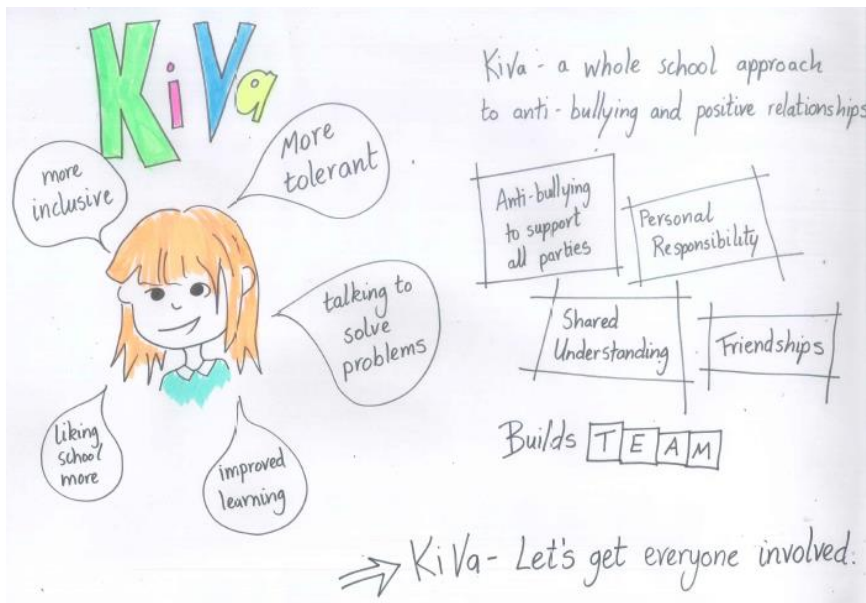 KiVa
more
inclusive
More
tolerant
talking to
solve
problems
liking
school
more
improved
learning
KiVa - a whole school approach
to anti-bullying and positive relationships
Anti-bullying
to support
all parties
Personal
Responsibility
Shared
Understanding
Friendships
Builds TEAM
KiVa - Let's get everyone involved.